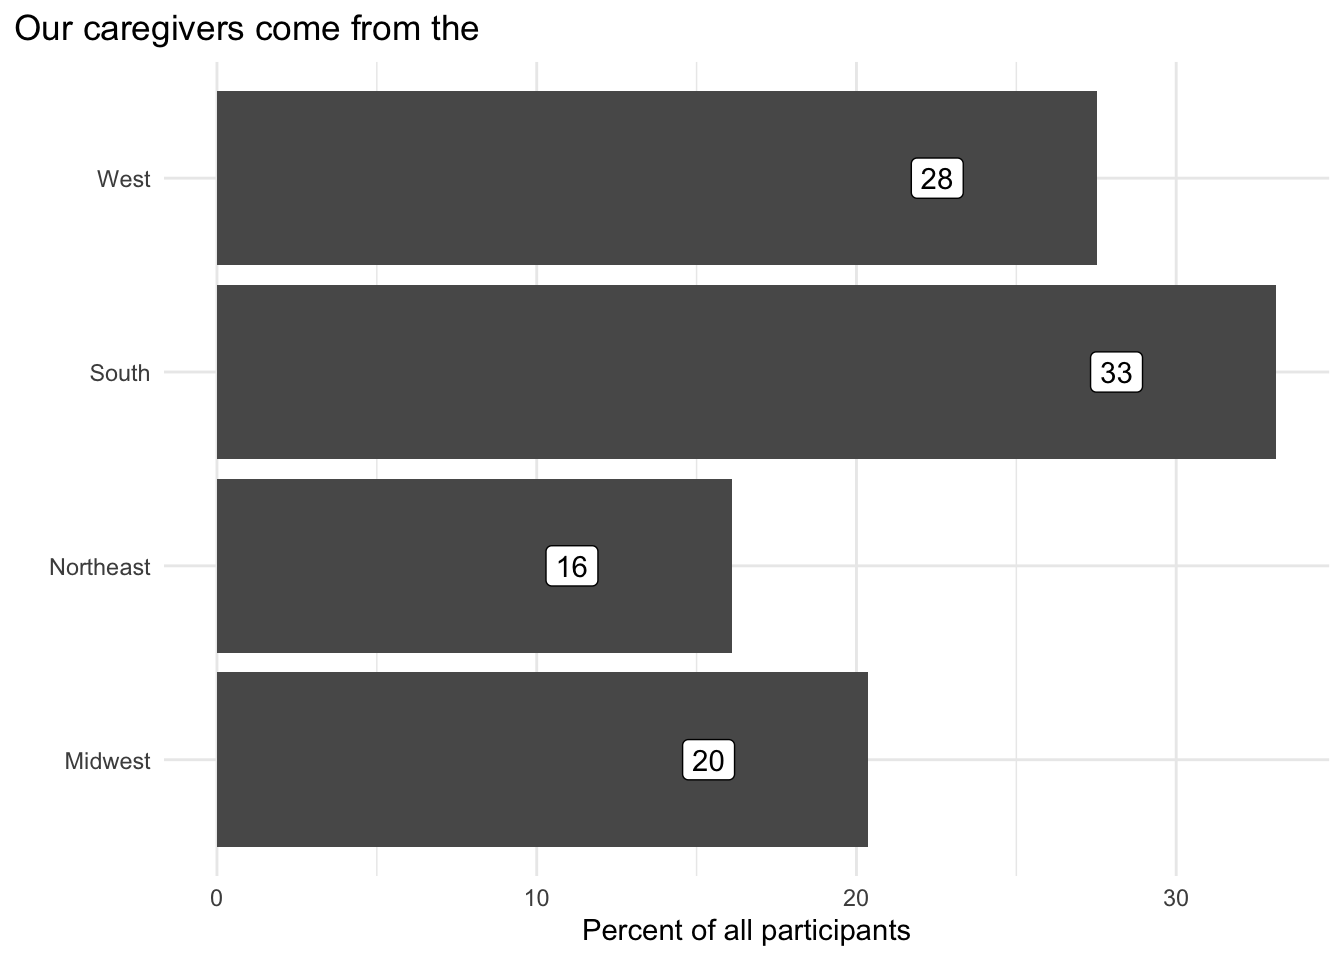 Our caregivers come from the
West
28
South
33
Northeast
16
Midwest
20
0 10 20 30
Percent of all participants